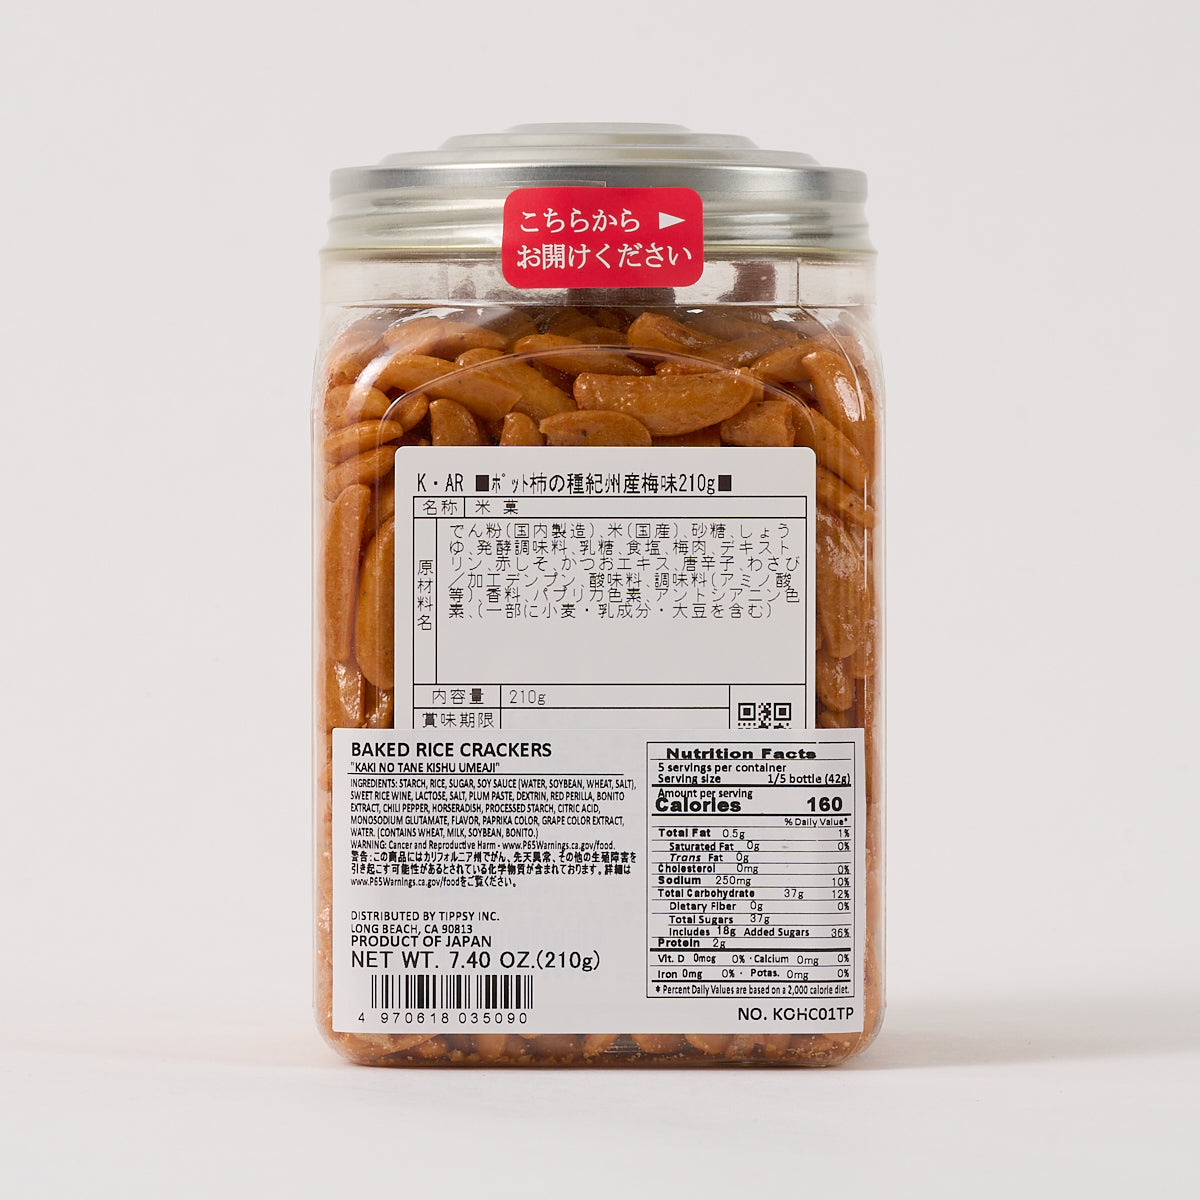 こちらから ▶
お開けください
K・AR ■ポット柿の種紀州産梅味210g■
名称 米 菓
原材料名
でん粉(国内製造)、米(国産)、砂糖、しょう
ゆ、発酵調味料、乳糖、食塩、梅肉、デキスト
リン、赤しそ、かつおエキス、唐辛子、わさび
/加工デンプン、酸味料、調味料(アミノ酸
等)、香料、パプリカ色素、アントシアニン色
素、(一部に小麦・乳成分・大豆を含む)
内容量 210g
賞味期限
BAKED RICE CRACKERS
"KAKI NO TANE KISHU UMEAJI"
INGREDIENTS: STARCH, RICE, SUGAR, SOY SAUCE (WATER, SOYBEAN, WHEAT, SALT),
SWEET RICE WINE, LACTOSE, SALT, PLUM PASTE, DEXTRIN, RED PERILLA, BONITO
EXTRACT, CHILI PEPPER, HORSERADISH, PROCESSED STARCH, CITRIC ACID,
MONOSODIUM GLUTAMATE, FLAVOR, PAPRIKA COLOR, GRAPE COLOR EXTRACT,
WATER. (CONTAINS WHEAT, MILK, SOYBEAN, BONITO.)
WARNING: Cancer and Reproductive Harm - www.P65Warnings.ca.gov/food.
警告:この商品にはカリフォルニア州でがん、先天異常、その他の生殖障害を
引き起こす可能性があるとされている化学物質が含まれております。詳細は
www.P65Warnings.ca.gov/foodをご覧ください。
DISTRIBUTED BY TIPPSY INC.
LONG BEACH, CA 90813
PRODUCT OF JAPAN
NET WT. 7.40 OZ.(210g)
4 970618 035090
Nutrition Facts
5 servings per container
Serving size 1/5 bottle (42g)
Amount per serving
Calories 160
% Daily Value*
Total Fat 0.5g 1%
Saturated Fat 0g 0%
Trans Fat 0g
Cholesterol 0mg 0%
Sodium 250mg 10%
Total Carbohydrate 37g 12%
Dietary Fiber 0g 0%
Total Sugars 37g
Includes 18g Added Sugars 36%
Protein 2g
Vit. D 0mcg 0% · Calcium 0mg 0%
Iron 0mg 0% · Potas. 0mg 0%
* Percent Daily Values are based on a 2,000 calorie diet.
NO. KOHC01TP